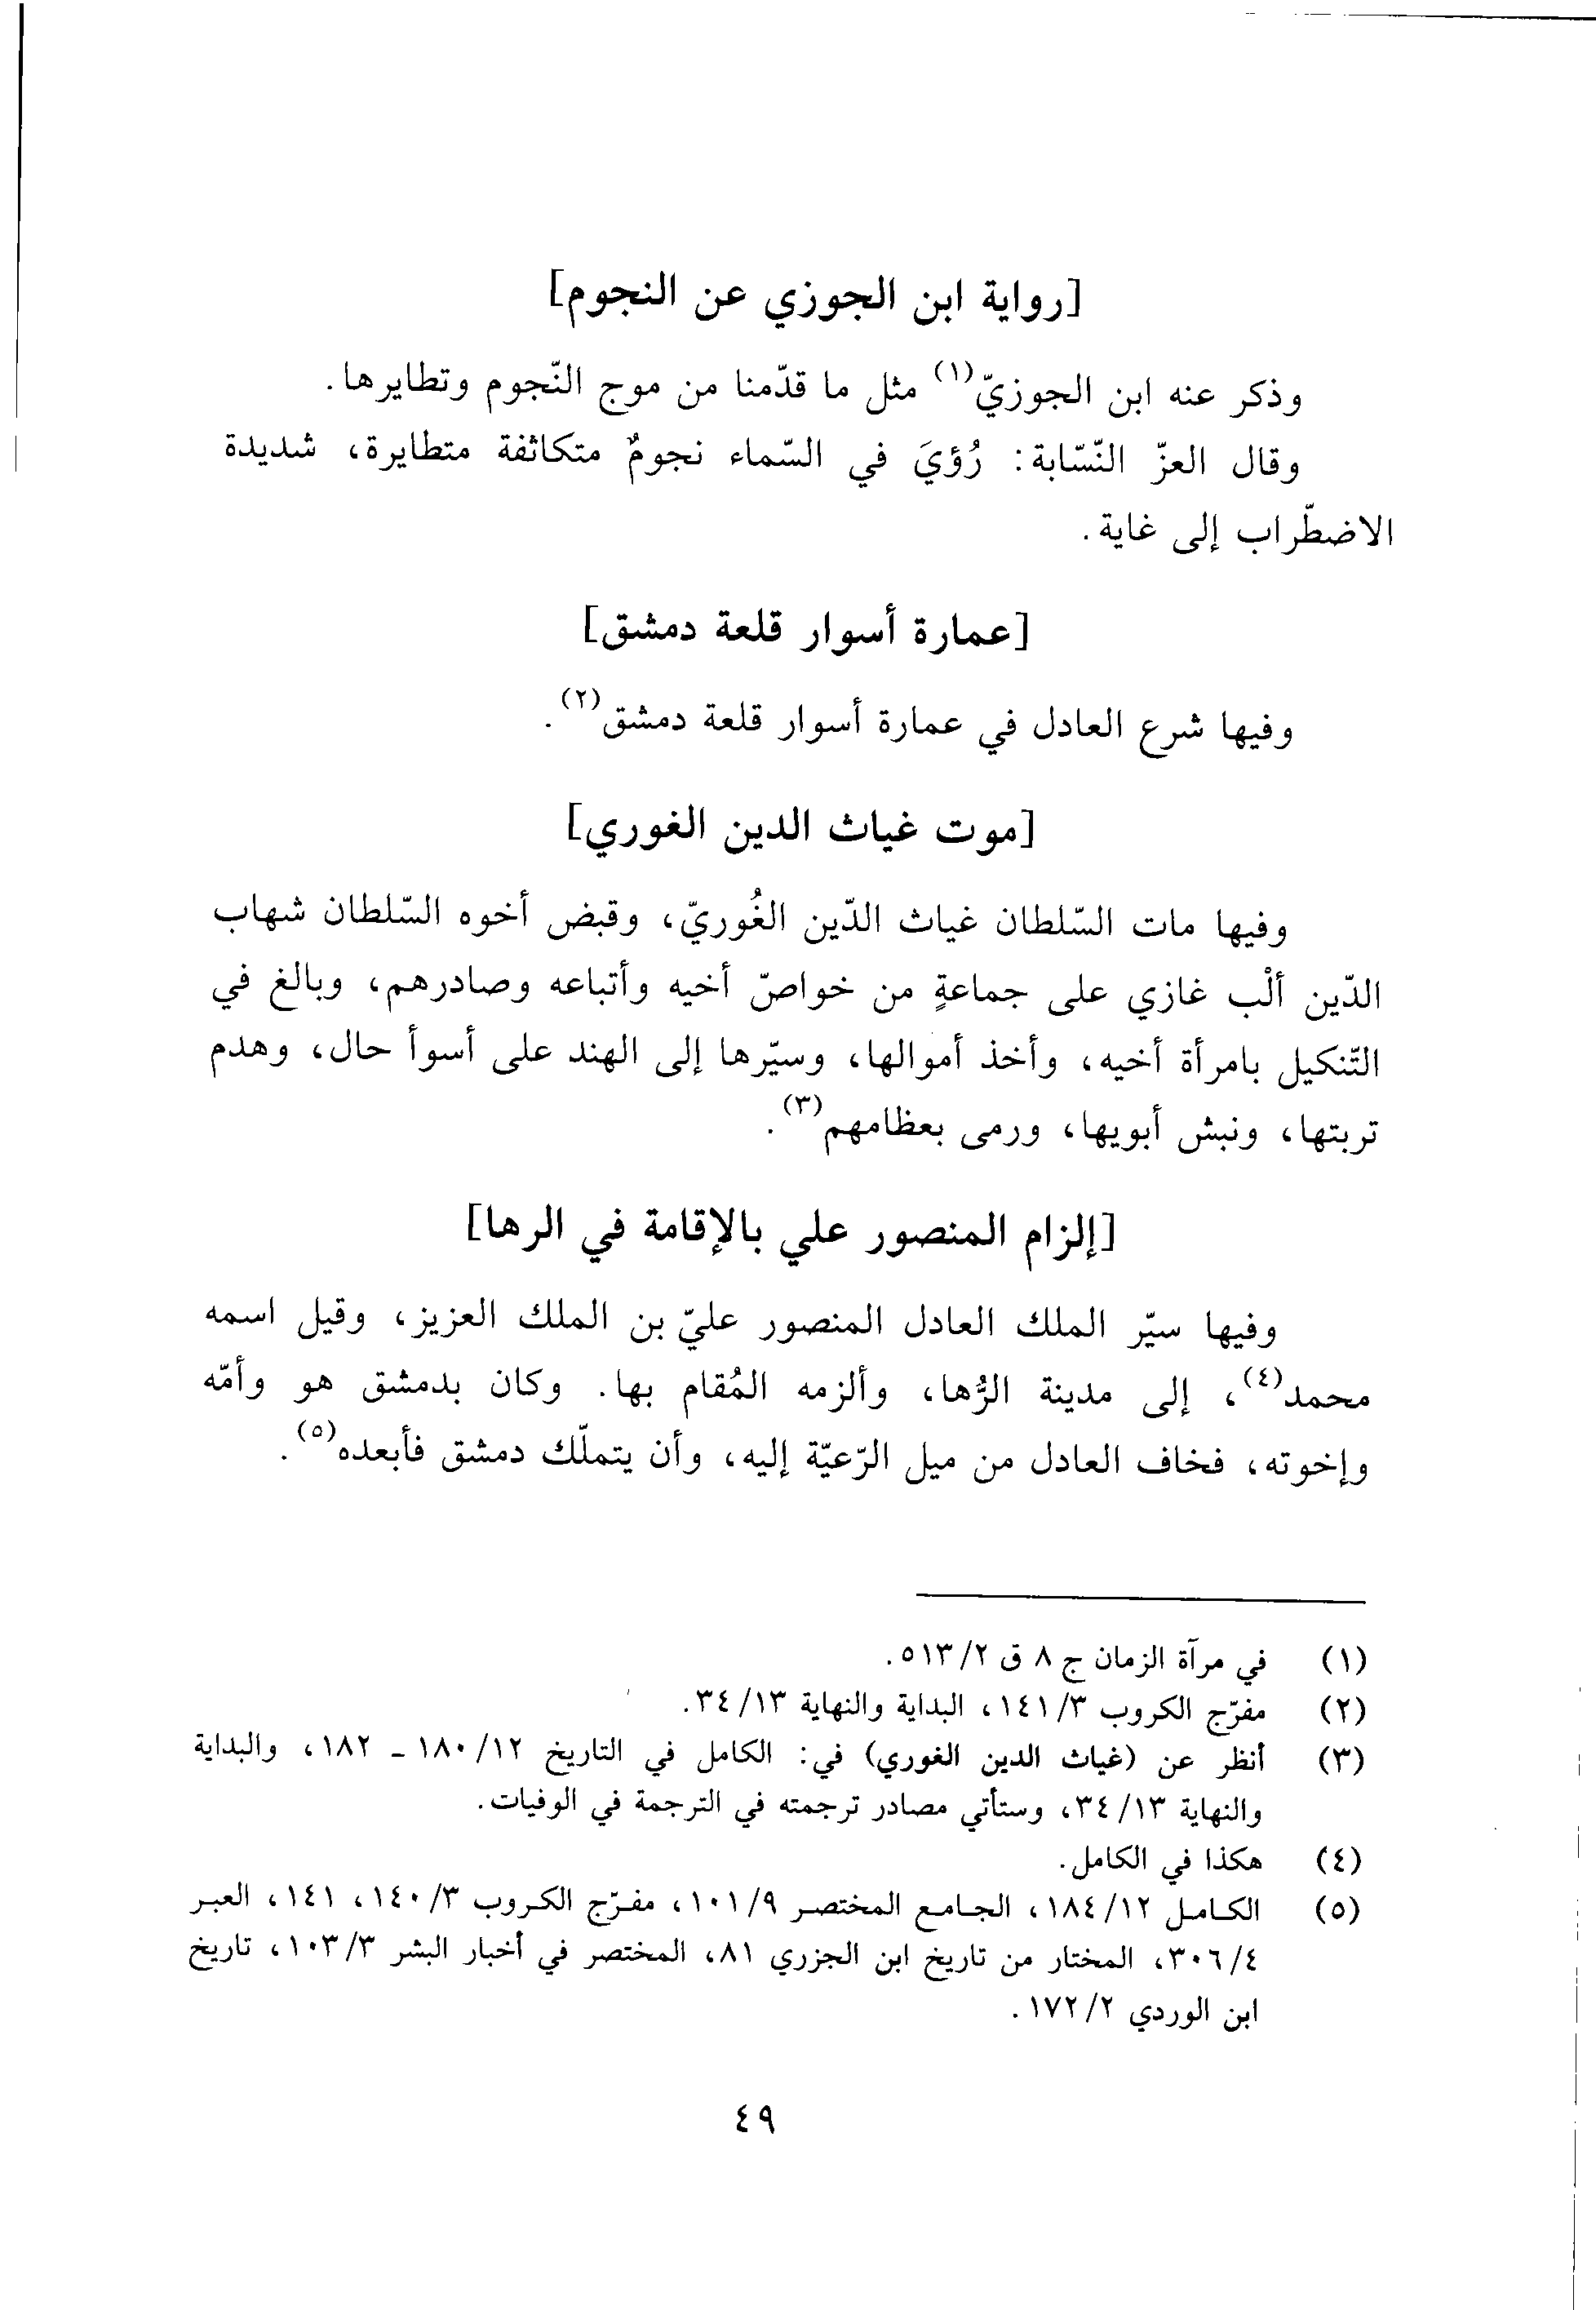 [رواية ابن الجوزي عن النجوم]
وذكر عنه ابن الجوزيّ(١) مثل ما قدّمنا من موج النّجوم وتطايرها.
وقال العزّ النّسّابة: رُؤيَ في السّماء نجومٌ متكاثفة متطايرة، شديدة
الاضطّراب إلى غاية.
[عمارة أسوار قلعة دمشق]
وفيها شرع العادل في عمارة أسوار قلعة دمشق(٢).
[موت غياث الدين الغوري]
وفيها مات السّلطان غياث الدّين الغُوريّ، وقبض أخوه السّلطان شهاب
الدّين ألْب غازي على جماعةٍ من خواصّ أخيه وأتباعه وصادرهم، وبالغ في
التّنكيل بامرأة أخيه، وأخذ أموالها، وسيّرها إلى الهند على أسوأ حال، وهدم
تربتها، ونبش أبويها، ورمى بعظامهم(٣).
[إلزام المنصور علي بالإقامة في الرها]
وفيها سيّر الملك العادل المنصور عليّ بن الملك العزيز، وقيل اسمه
محمد(٤)، إلى مدينة الرُّها، وألزمه المُقام بها. وكان بدمشق هو وأمّه
وإخوته، فخاف العادل من ميل الرّعيّة إليه، وأن يتملّك دمشق فأبعده(٥).
(١) في مرآة الزمان ج ٨ ق ٢/ ٥١٣.
(٢) مفرّج الكروب ٣/ ١٤١، البداية والنهاية ١٣/ ٣٤.
(٣) أنظر عن (غياث الدين الغوري) في: الكامل في التاريخ ١٢/ ١٨٠ ـ ١٨٢، والبداية
والنهاية ١٣/ ٣٤، وستأتي مصادر ترجمته في الترجمة في الوفيات.
(٤) هكذا في الكامل.
(٥) الكامل ١٢/ ١٨٤، الجامع المختصر ٩/ ١٠١، مفرّج الكروب ٣/ ١٤٠، ١٤١، العبر
٤/ ٣٠٦، المختار من تاريخ ابن الجزري ٨١، المختصر في أخبار البشر ٣/ ١٠٣، تاريخ
ابن الوردي ٢/ ١٧٢.
٤٩